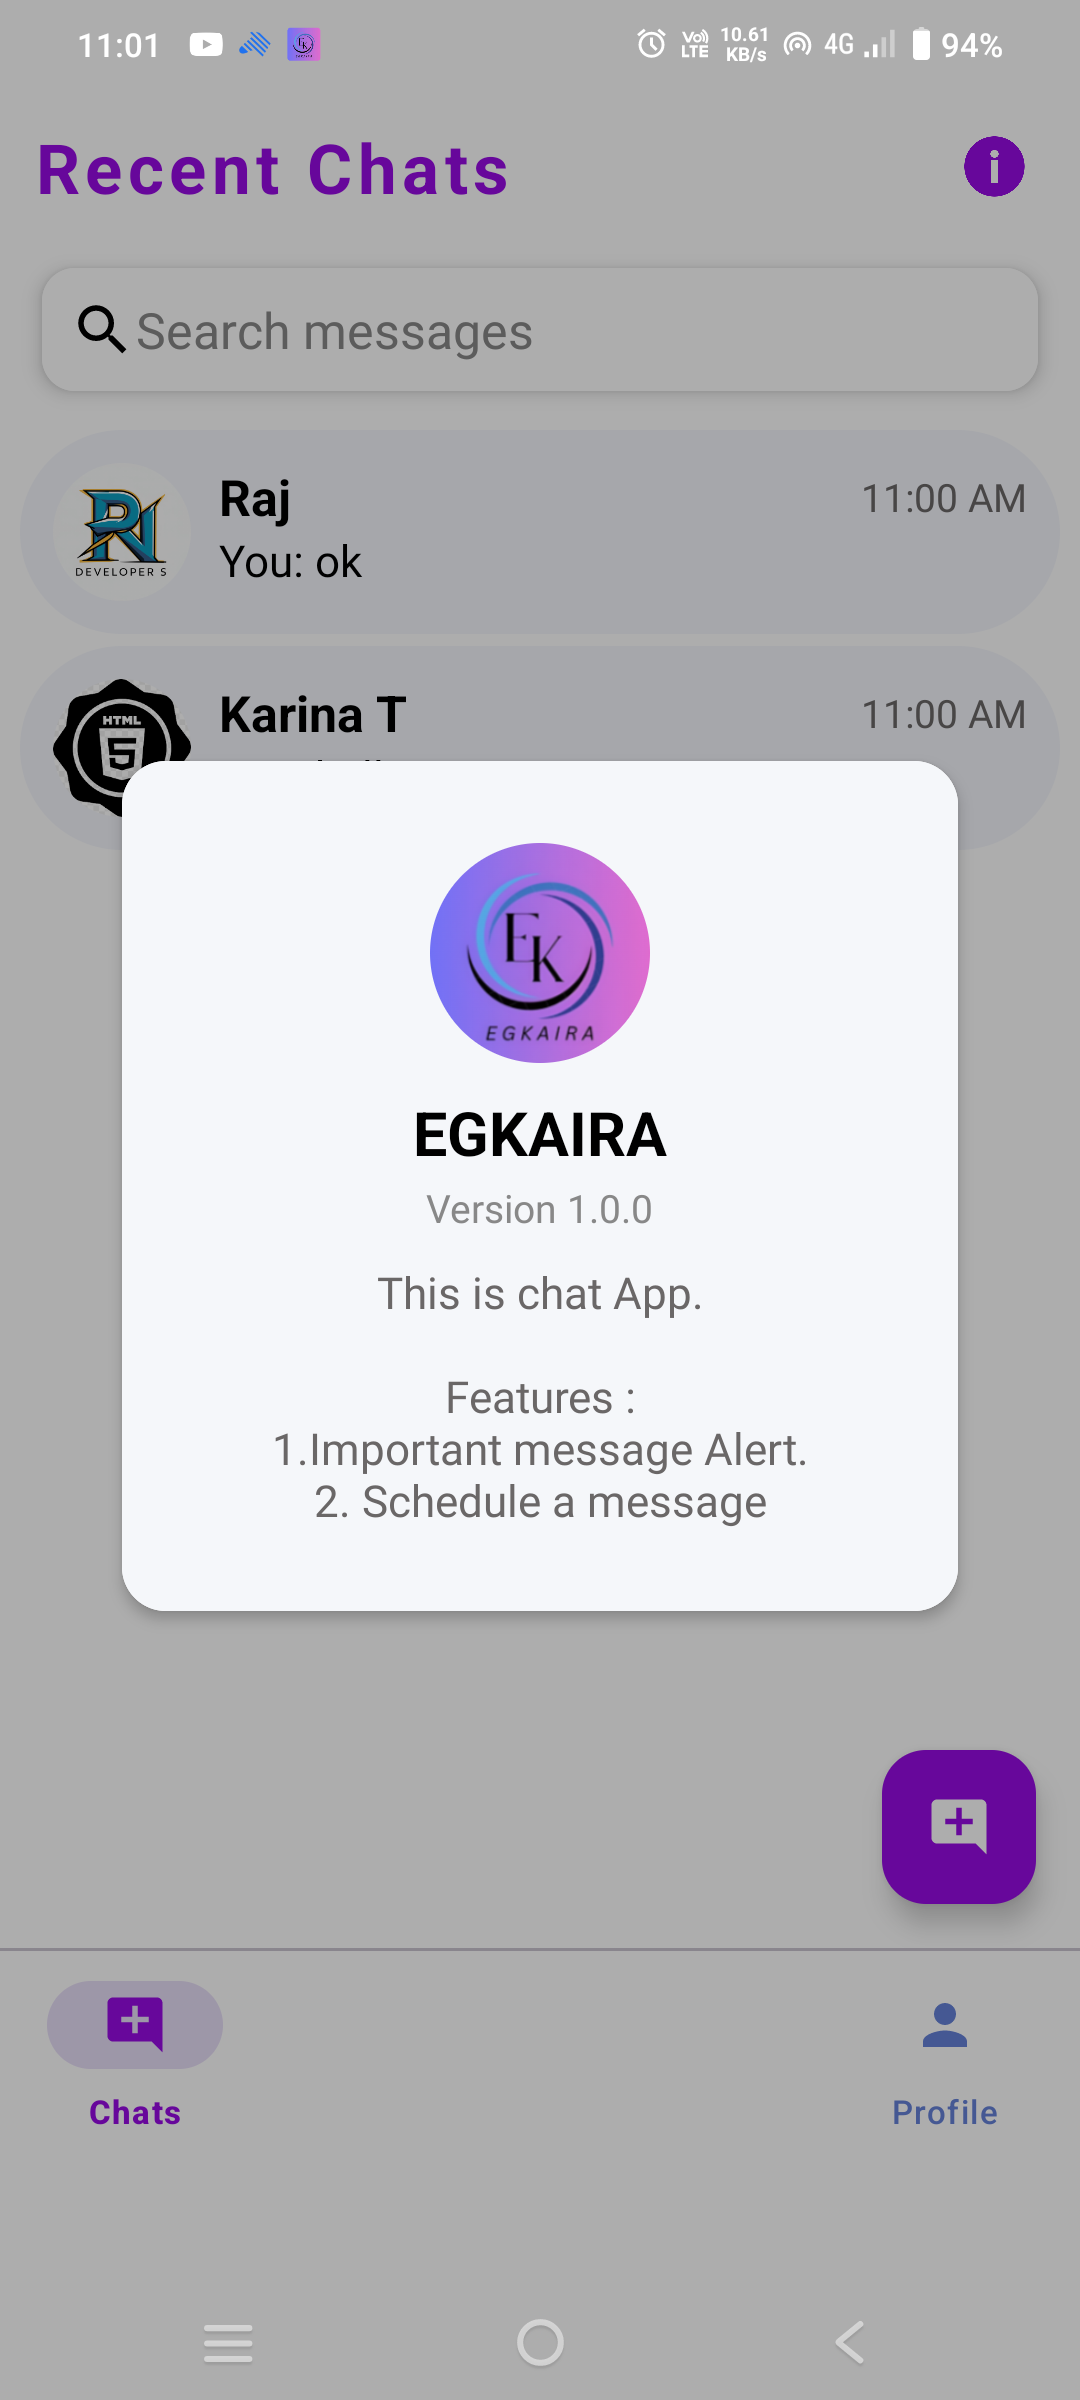 11:01
Vo)) LTE 10.61 KB/s 4G 94%
Recent Chats
Search messages
Raj
11:00 AM
You: ok
DEVELOPER S
Karina T
11:00 AM
HTML
5
EK
EGKAIRA
EGKAIRA
Version 1.0.0
This is chat App.
Features :
1.Important message Alert.
2. Schedule a message
Chats
Profile